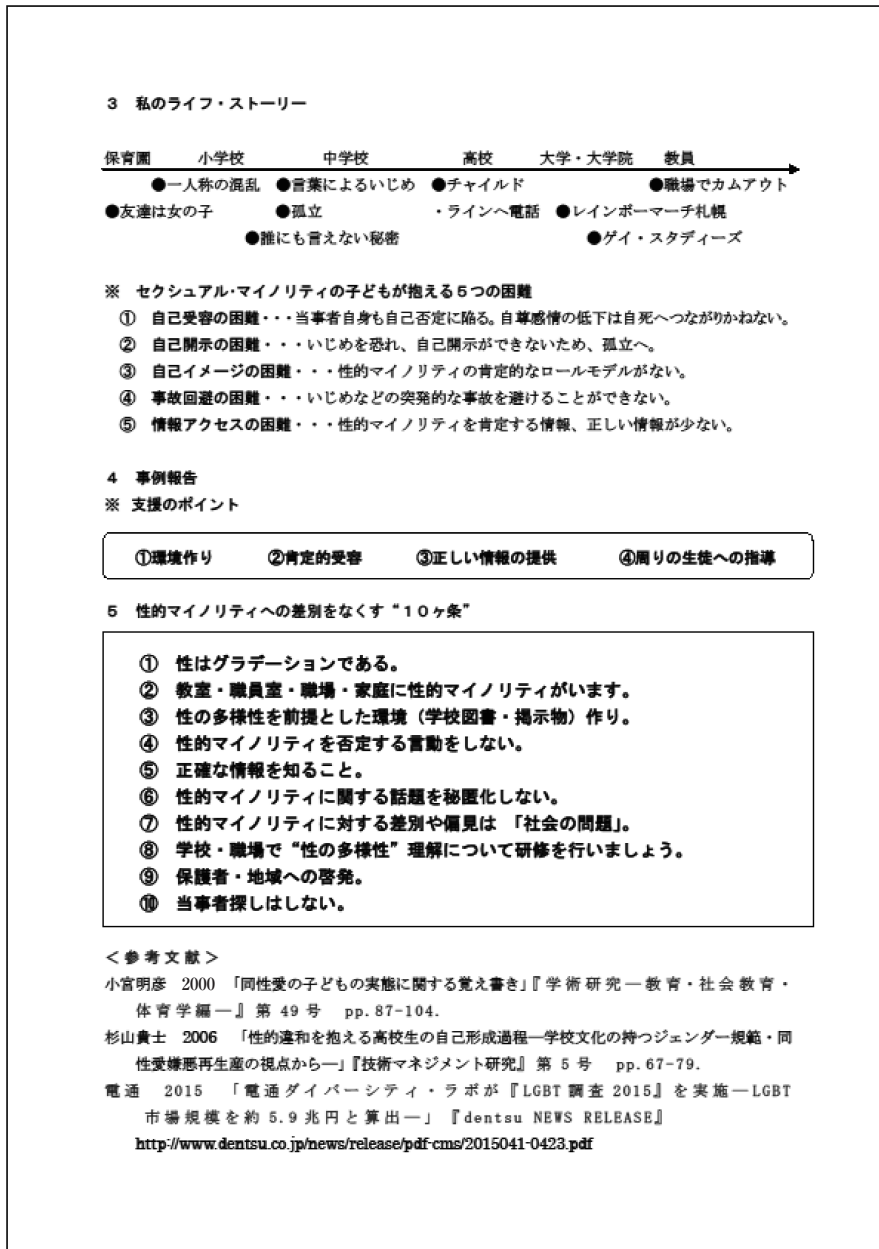 3 私のライフ・ストーリー
保育園 小学校 中学校 高校 大学・大学院 教員
●一人称の混乱 ●言葉によるいじめ ●チャイルド ●職場でカムアウト
●友達は女の子 ●孤立 ・ラインへ電話 ●レインボーマーチ札幌
●誰にも言えない秘密 ●ゲイ・スタディーズ
※ セクシュアル・マイノリティの子どもが抱える5つの困難
① 自己受容の困難・・・当事者自身も自己否定に陥る。自尊感情の低下は自死へつながりかねない。
② 自己開示の困難・・・いじめを恐れ、自己開示ができないため、孤立へ。
③ 自己イメージの困難・・・性的マイノリティの肯定的なロールモデルがない。
④ 事故回避の困難・・・いじめなどの突発的な事故を避けることができない。
⑤ 情報アクセスの困難・・・性的マイノリティを肯定する情報、正しい情報が少ない。
4 事例報告
※ 支援のポイント
①環境作り ②肯定的受容 ③正しい情報の提供 ④周りの生徒への指導
5 性的マイノリティへの差別をなくす“10ヶ条”
① 性はグラデーションである。
② 教室・職員室・職場・家庭に性的マイノリティがいます。
③ 性の多様性を前提とした環境（学校図書・掲示物）作り。
④ 性的マイノリティを否定する言動をしない。
⑤ 正確な情報を知ること。
⑥ 性的マイノリティに関する話題を秘匿化しない。
⑦ 性的マイノリティに対する差別や偏見は 「社会の問題」。
⑧ 学校・職場で“性の多様性”理解について研修を行いましょう。
⑨ 保護者・地域への啓発。
⑩ 当事者探しはしない。
＜参考文献＞
小宮明彦 2000 「同性愛の子どもの実態に関する覚え書き」『学術研究―教育・社会教育・
体育学編―』第 49 号 pp.87-104.
杉山貴士 2006 「性的違和を抱える高校生の自己形成過程―学校文化の持つジェンダー規範・同
性愛嫌悪再生産の視点から―」『技術マネジメント研究』第 5 号 pp.67-79.
電通 2015 「電通ダイバーシティ・ラボが『LGBT 調査 2015』を実施―LGBT
市場規模を約 5.9 兆円と算出―」『dentsu NEWS RELEASE』
http://www.dentsu.co.jp/news/release/pdf-cms/2015041-0423.pdf